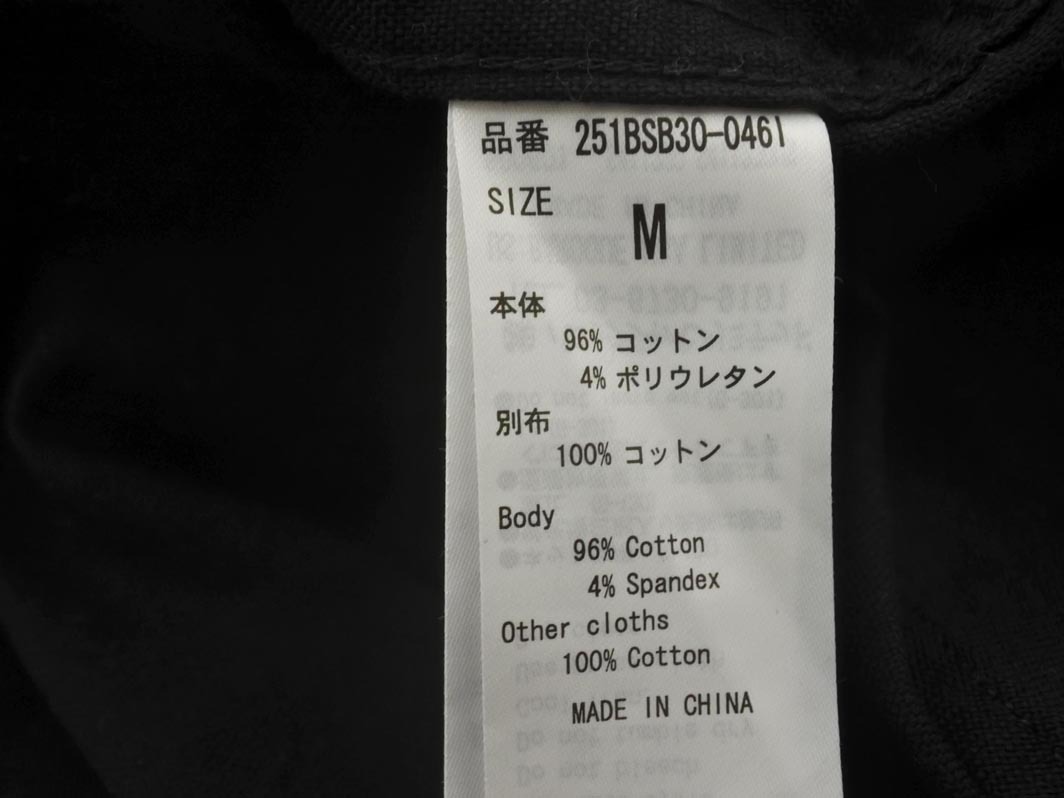 品番 251BSB30-0461
SIZE
M
本体
96% コットン
4% ポリウレタン
別布
100% コットン
Body
96% Cotton
4% Spandex
Other cloths
100% Cotton
MADE IN CHINA